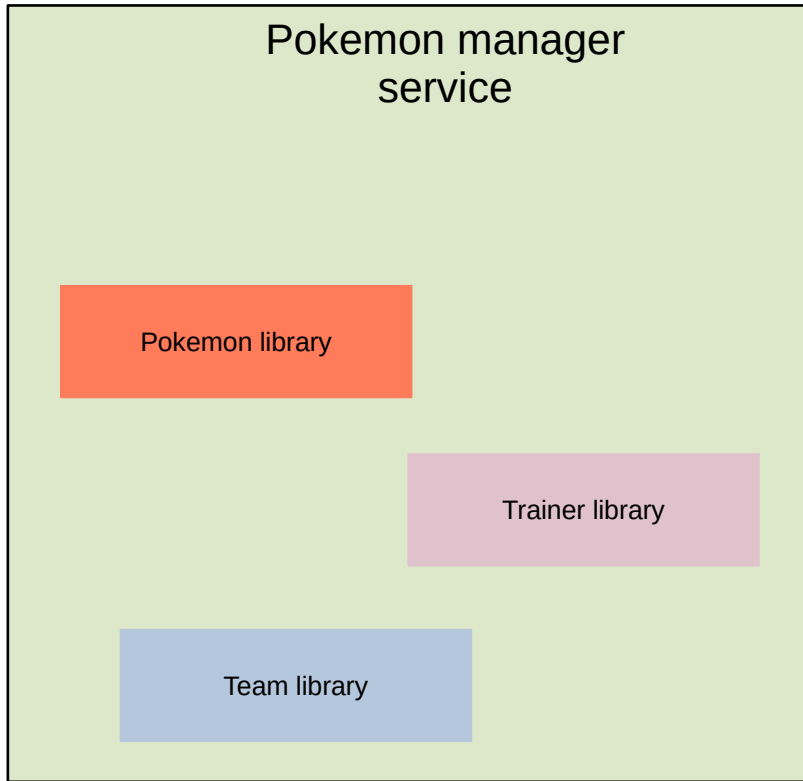 Pokemon manager
service
Pokemon library
Trainer library
Team library